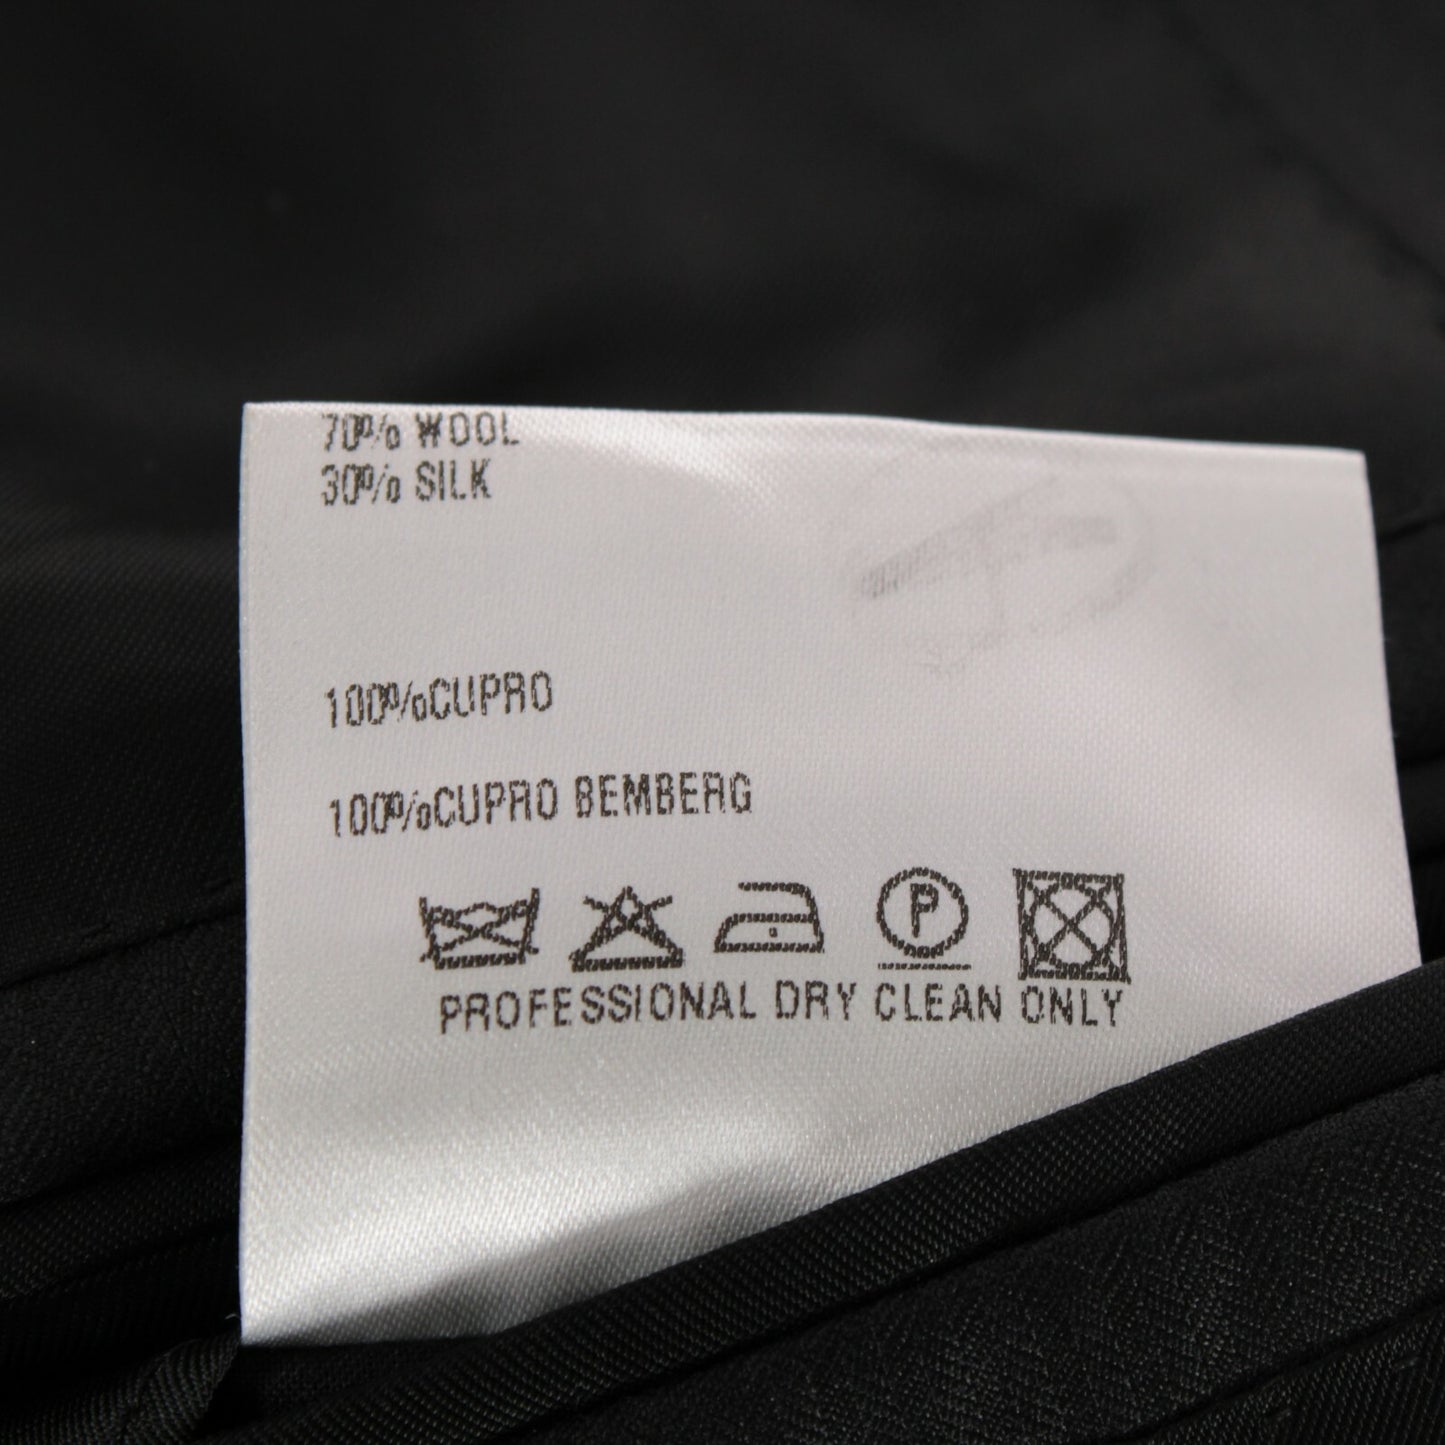 70% WOOL
30% SILK
100%CUPRO
100%CUPRO BEMBERG
P
PROFESSIONAL DRY CLEAN ONLY